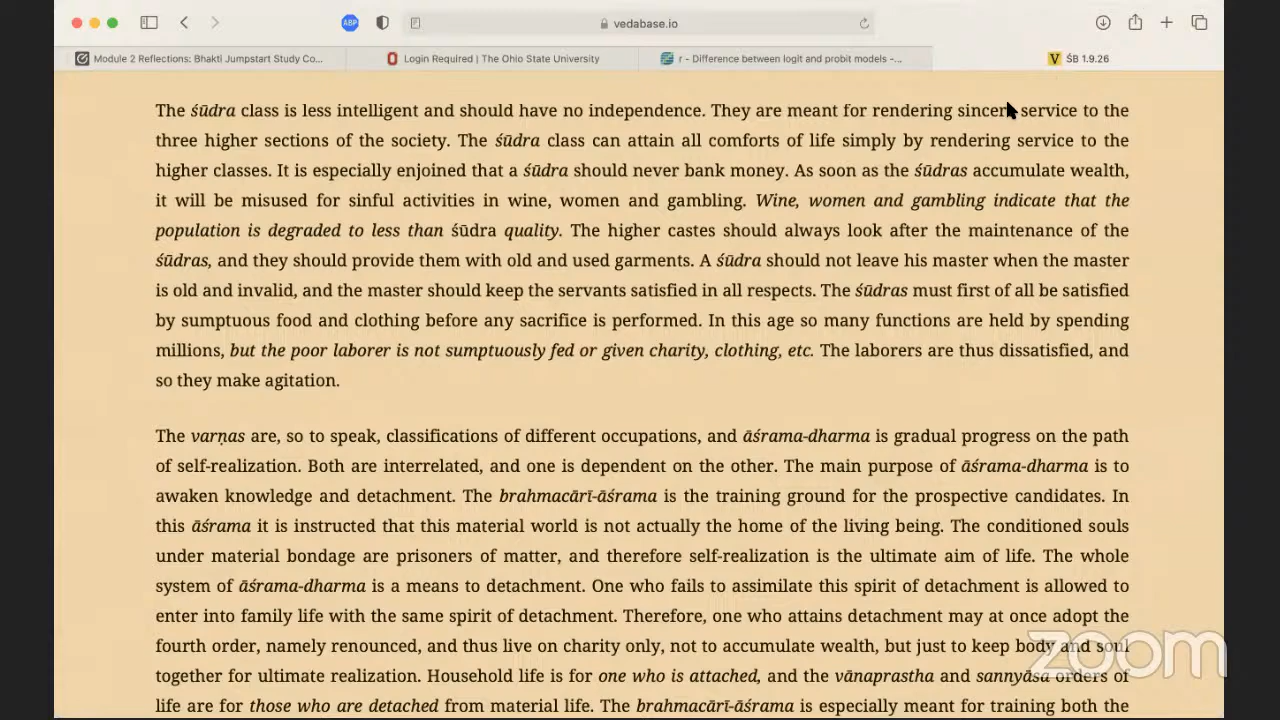 ABP
vedabase.io
Module 2 Reflections: Bhakti Jumpstart Study Co...
Login Required | The Ohio State University
r - Difference between logit and probit models -...
V
ŚB 1.9.26
The śūdra class is less intelligent and should have no independence. They are meant for rendering sincere service to the
three higher sections of the society. The śūdra class can attain all comforts of life simply by rendering service to the
higher classes. It is especially enjoined that a śūdra should never bank money. As soon as the śūdras accumulate wealth,
it will be misused for sinful activities in wine, women and gambling. Wine, women and gambling indicate that the
population is degraded to less than śūdra quality. The higher castes should always look after the maintenance of the
śūdras, and they should provide them with old and used garments. A śūdra should not leave his master when the master
is old and invalid, and the master should keep the servants satisfied in all respects. The śūdras must first of all be satisfied
by sumptuous food and clothing before any sacrifice is performed. In this age so many functions are held by spending
millions, but the poor laborer is not sumptuously fed or given charity, clothing, etc. The laborers are thus dissatisfied, and
so they make agitation.
The varṇas are, so to speak, classifications of different occupations, and āśrama-dharma is gradual progress on the path
of self-realization. Both are interrelated, and one is dependent on the other. The main purpose of āśrama-dharma is to
awaken knowledge and detachment. The brahmacārī-āśrama is the training ground for the prospective candidates. In
this āśrama it is instructed that this material world is not actually the home of the living being. The conditioned souls
under material bondage are prisoners of matter, and therefore self-realization is the ultimate aim of life. The whole
system of āśrama-dharma is a means to detachment. One who fails to assimilate this spirit of detachment is allowed to
enter into family life with the same spirit of detachment. Therefore, one who attains detachment may at once adopt the
fourth order, namely renounced, and thus live on charity only, not to accumulate wealth, but just to keep body and soul
together for ultimate realization. Household life is for one who is attached, and the vānaprastha and sannyāsa orders of
life are for those who are detached from material life. The brahmacārī-āśrama is especially meant for training both the
zoom